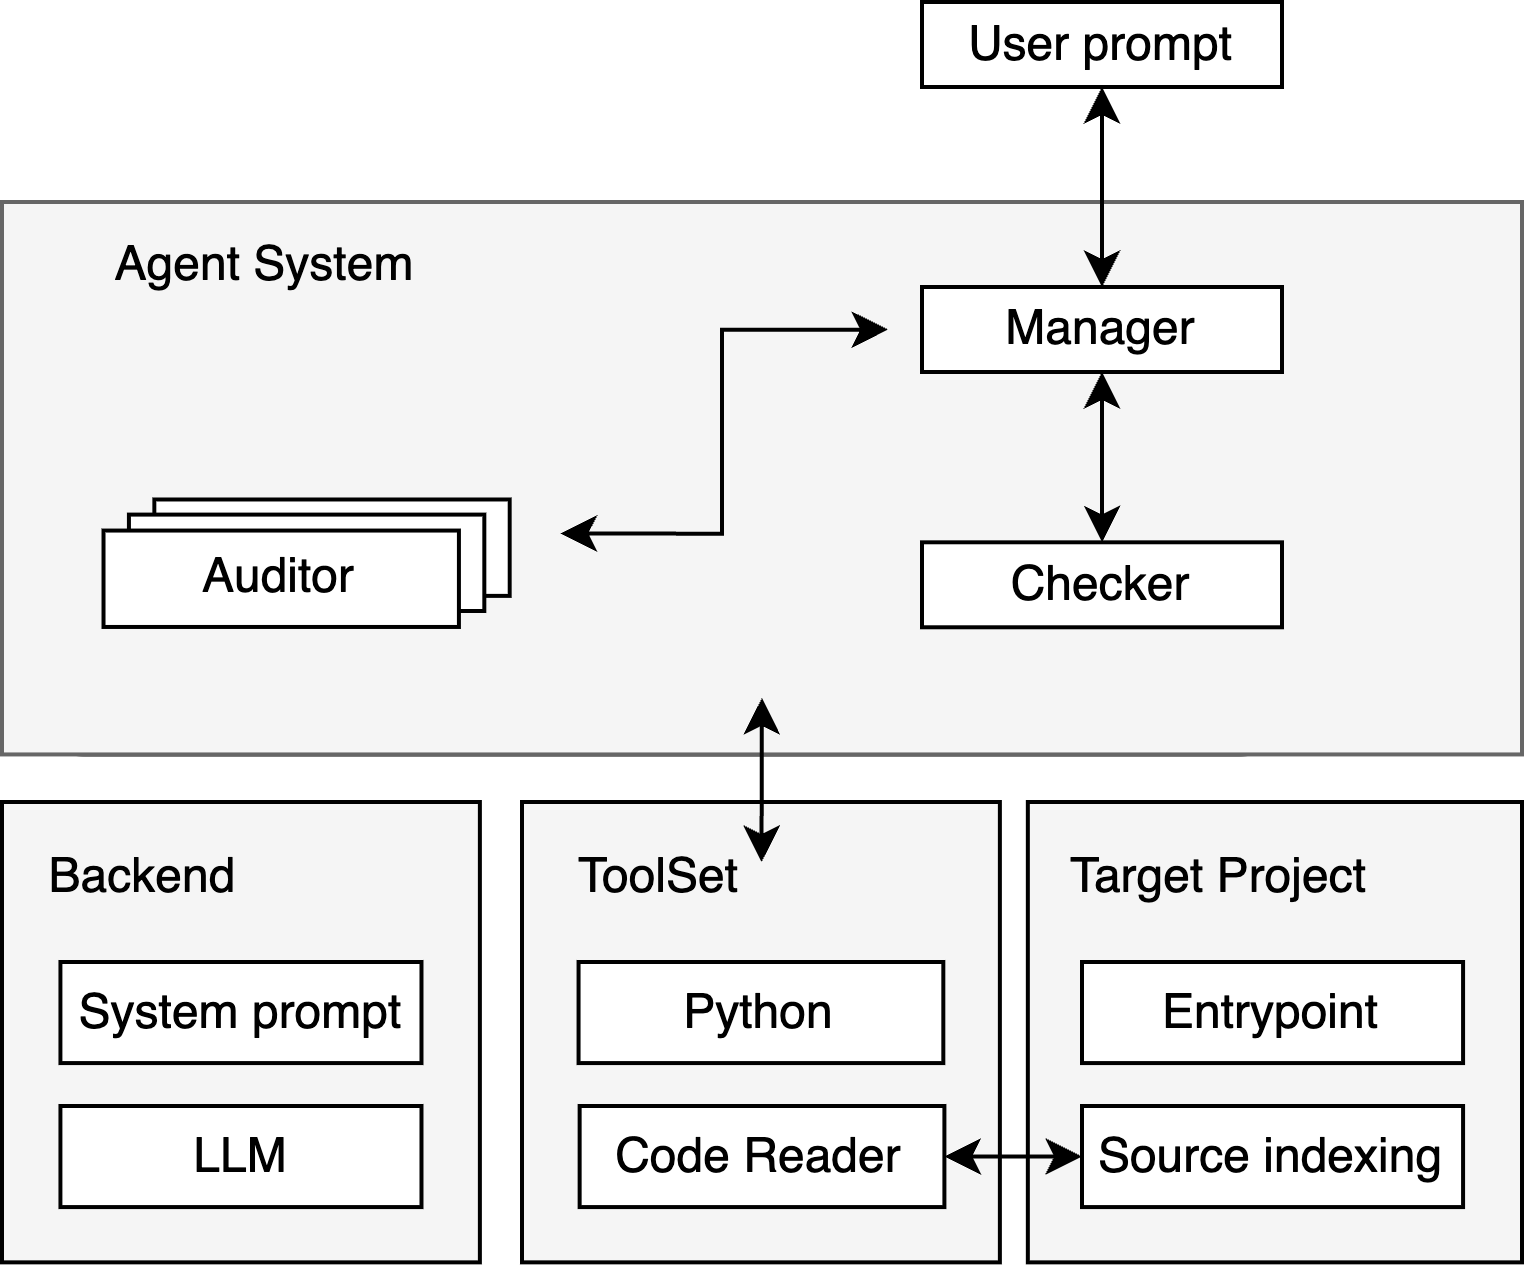 User prompt
Agent System
Manager
Auditor
Checker
Backend
System prompt
LLM
ToolSet
Python
Code Reader
Target Project
Entrypoint
Source indexing